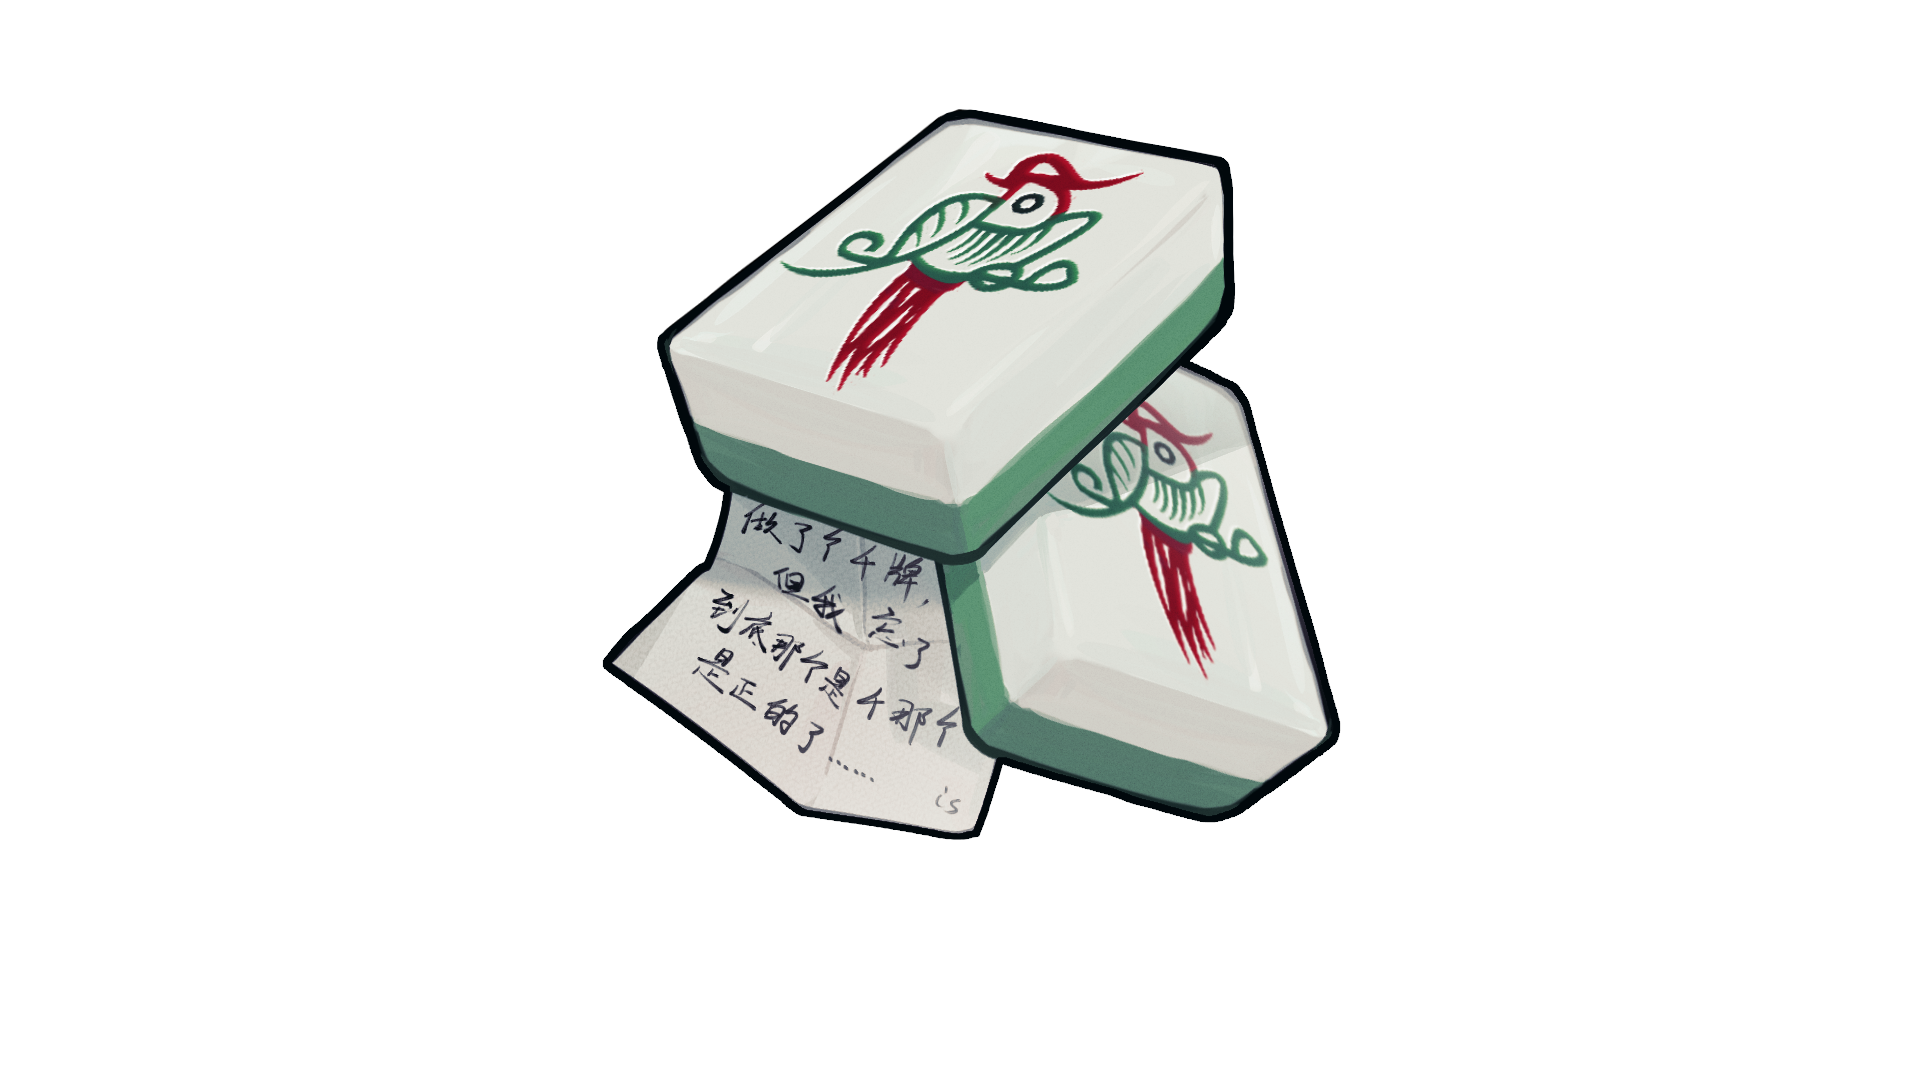 做了个千牌,
但我忘了
到底那个是千那个
是正的了……
is